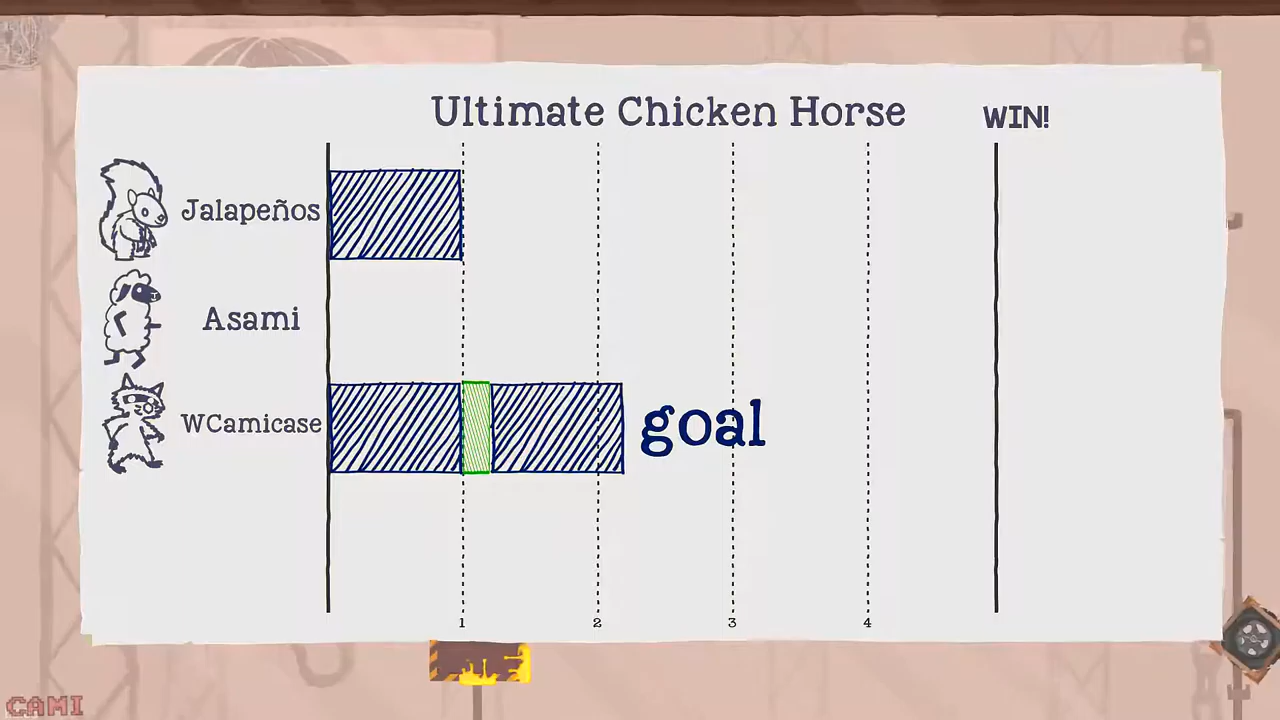 Ultimate Chicken Horse
WIN!
Jalapeños
Asami
WCamicase
goal
1 2 3 4
CAMI